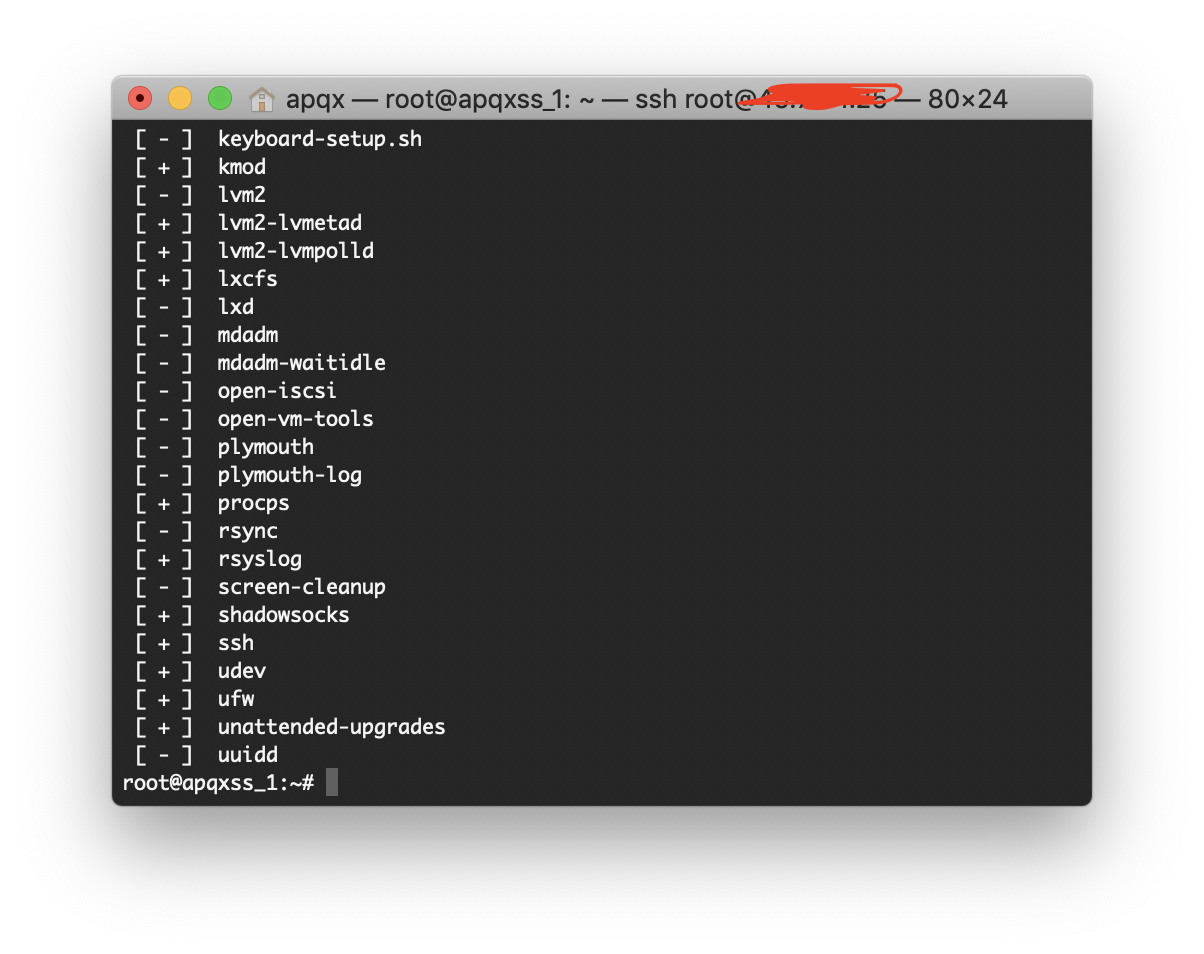 apqx — root@apqxss_1: ~ — ssh root@ — 80×24
[ - ]  keyboard-setup.sh
[ + ]  kmod
[ - ]  lvm2
[ + ]  lvm2-lvmetad
[ + ]  lvm2-lvmpolld
[ + ]  lxcfs
[ - ]  lxd
[ - ]  mdadm
[ - ]  mdadm-waitidle
[ - ]  open-iscsi
[ - ]  open-vm-tools
[ - ]  plymouth
[ - ]  plymouth-log
[ + ]  procps
[ - ]  rsync
[ + ]  rsyslog
[ - ]  screen-cleanup
[ + ]  shadowsocks
[ + ]  ssh
[ + ]  udev
[ + ]  ufw
[ + ]  unattended-upgrades
[ - ]  uuidd
root@apqxss_1:~#